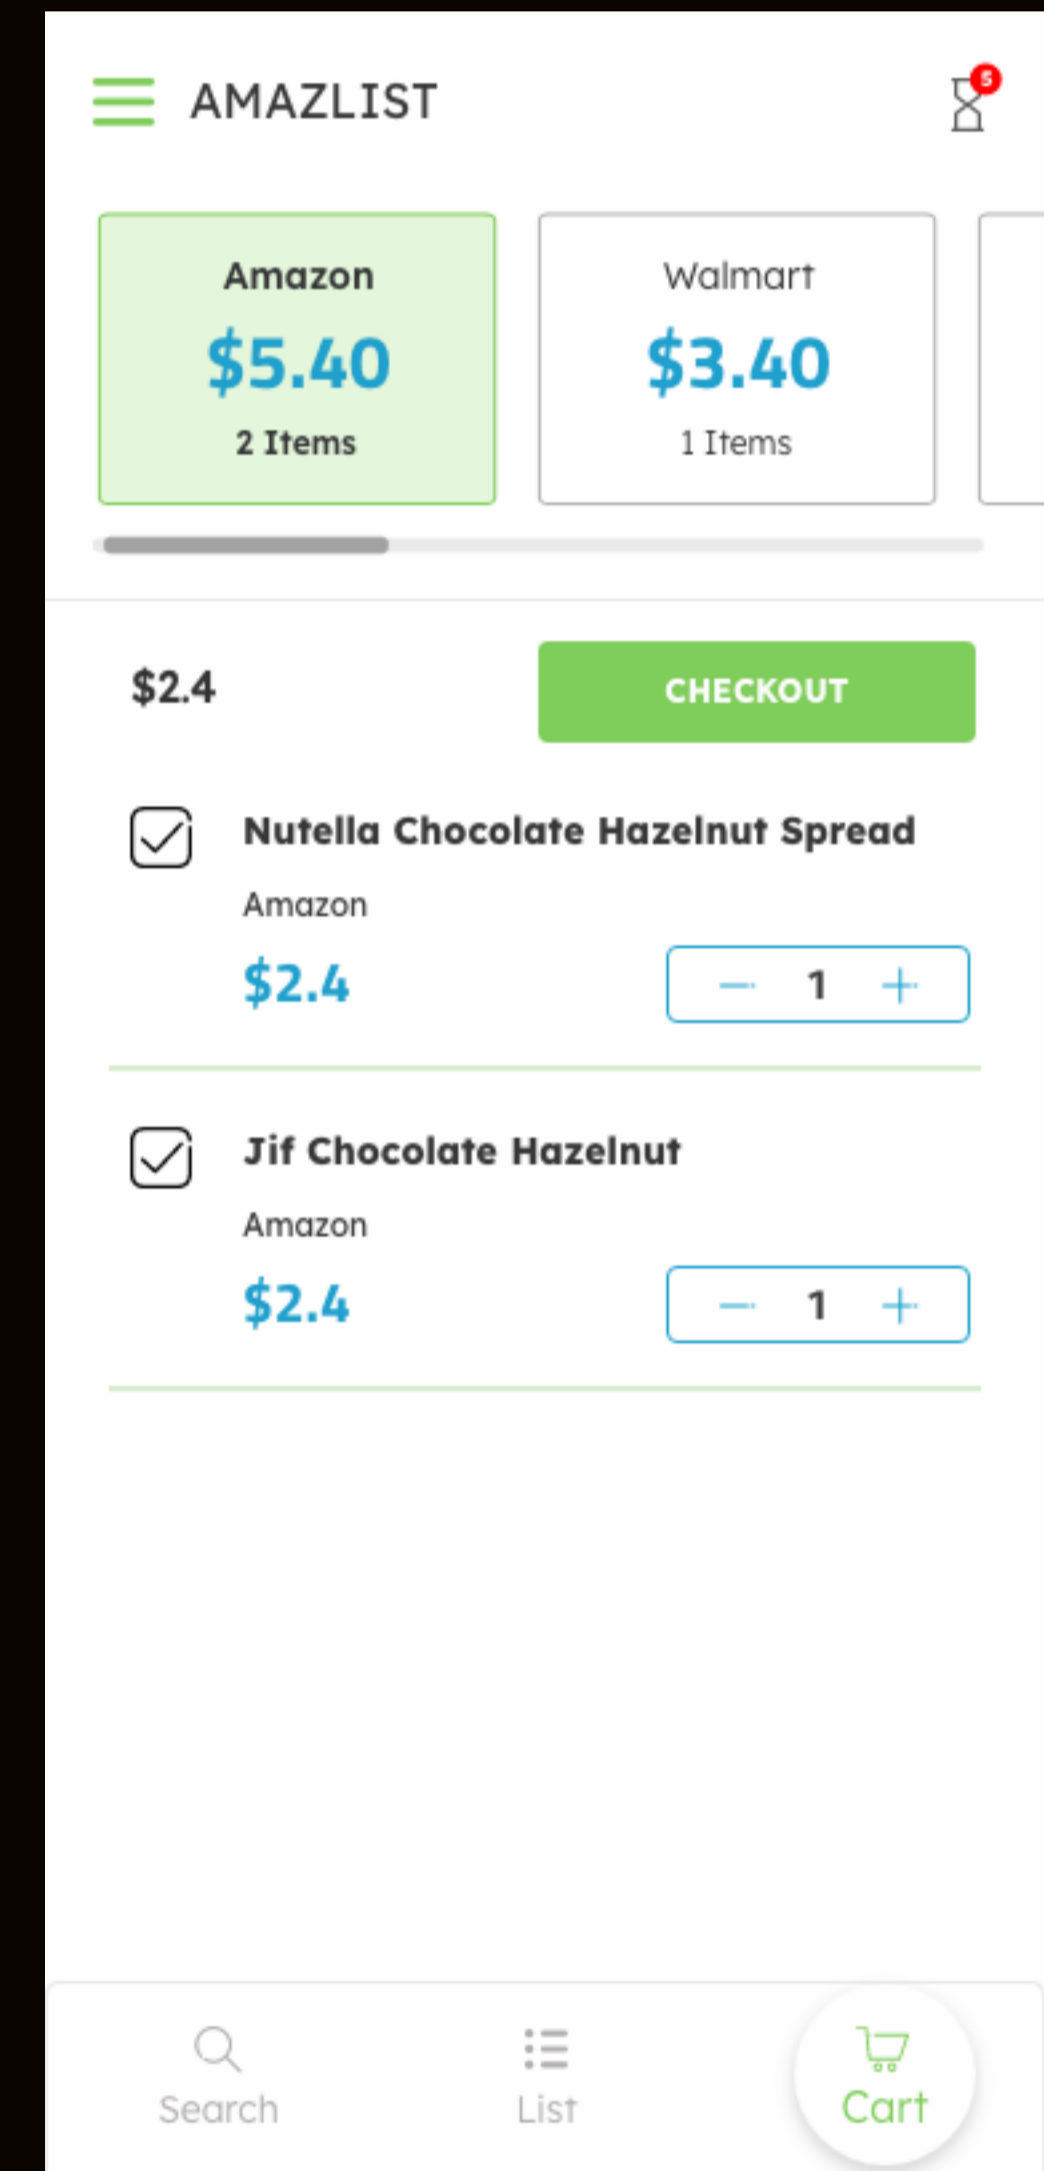 AMAZLIST
5
Amazon
$5.40
2 Items
Walmart
$3.40
1 Items
$2.4
CHECKOUT
Nutella Chocolate Hazelnut Spread
Amazon
$2.4
1
Jif Chocolate Hazelnut
Amazon
$2.4
1
Search
List
Cart